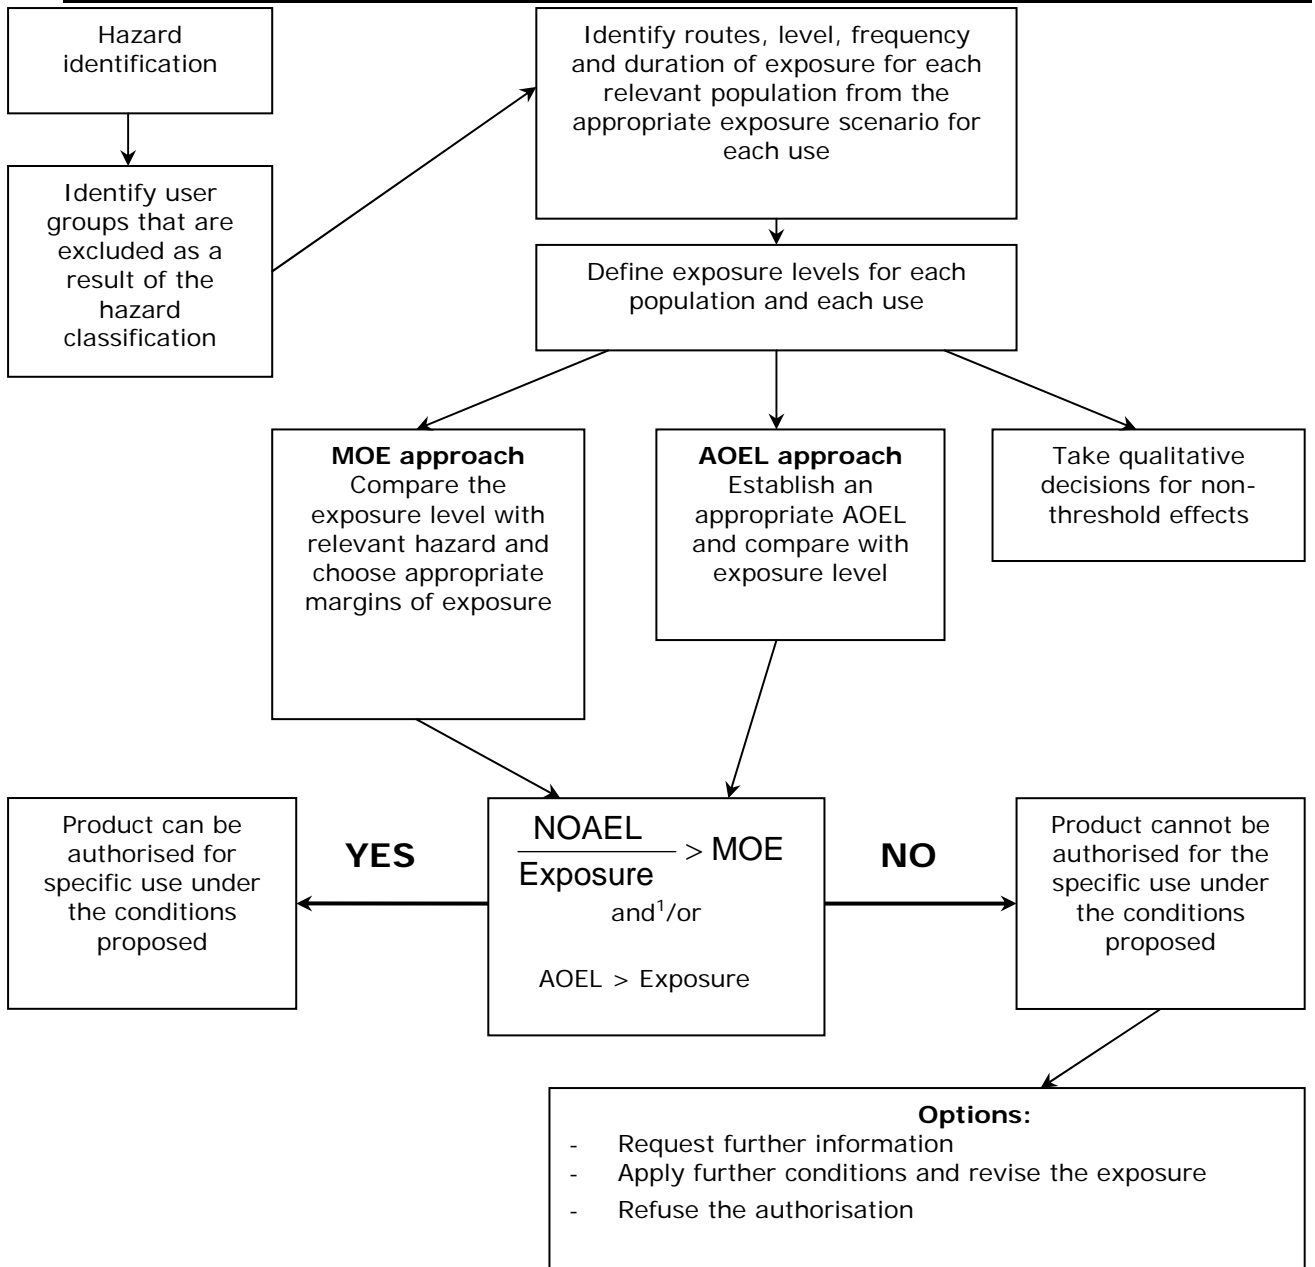 Hazard
identification
Identify user
groups that are
excluded as a
result of the
hazard
classification
Identify routes, level, frequency
and duration of exposure for each
relevant population from the
appropriate exposure scenario for
each use
Define exposure levels for each
population and each use
MOE approach
Compare the
exposure level with
relevant hazard and
choose appropriate
margins of exposure
AOEL approach
Establish an
appropriate AOEL
and compare with
exposure level
Take qualitative
decisions for non-
threshold effects
Product can be
authorised for
specific use under
the conditions
proposed
YES
NOAEL
Exposure > MOE
and¹/or
AOEL > Exposure
NO
Product cannot be
authorised for the
specific use under
the conditions
proposed
Options:
- Request further information
- Apply further conditions and revise the exposure
- Refuse the authorisation